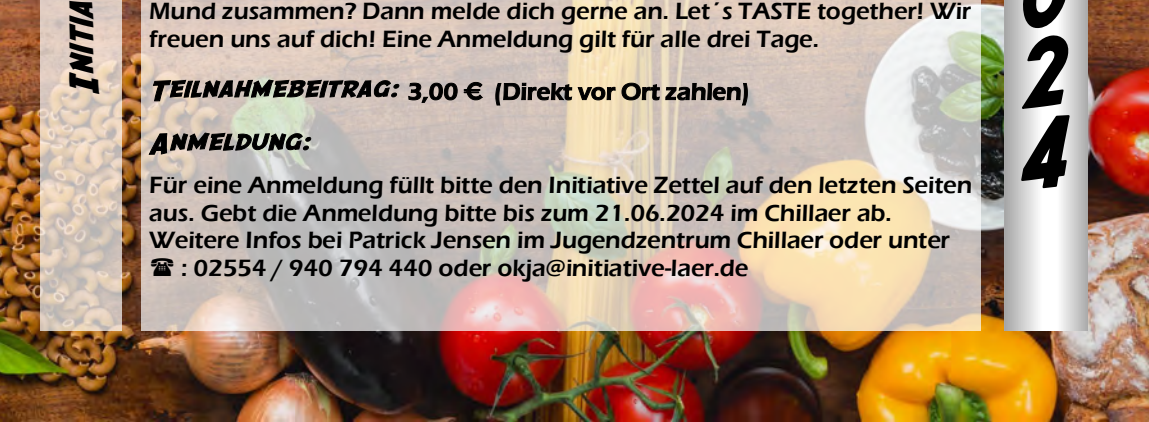 Mund zusammen? Dann melde dich gerne an. Let´s TASTE together! Wir
freuen uns auf dich! Eine Anmeldung gilt für alle drei Tage.
TEILNAHMEBEITRAG: 3,00 € (Direkt vor Ort zahlen)
ANMELDUNG:
Für eine Anmeldung füllt bitte den Initiative Zettel auf den letzten Seiten
aus. Gebt die Anmeldung bitte bis zum 21.06.2024 im Chillaer ab.
Weitere Infos bei Patrick Jensen im Jugendzentrum Chillaer oder unter
☎ : 02554 / 940 794 440 oder okja@initiative-laer.de